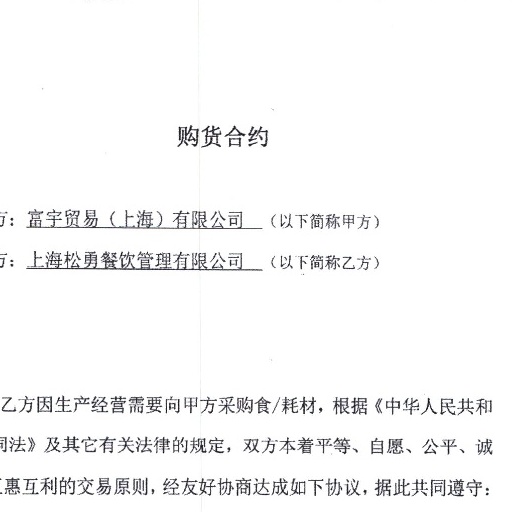 购货合约
方：富宇贸易（上海）有限公司 （以下简称甲方）
方：上海松勇餐饮管理有限公司 （以下简称乙方）
乙方因生产经营需要向甲方采购食/耗材，根据《中华人民共和
同法》及其它有关法律的规定，双方本着平等、自愿、公平、诚
互惠互利的交易原则，经友好协商达成如下协议，据此共同遵守：